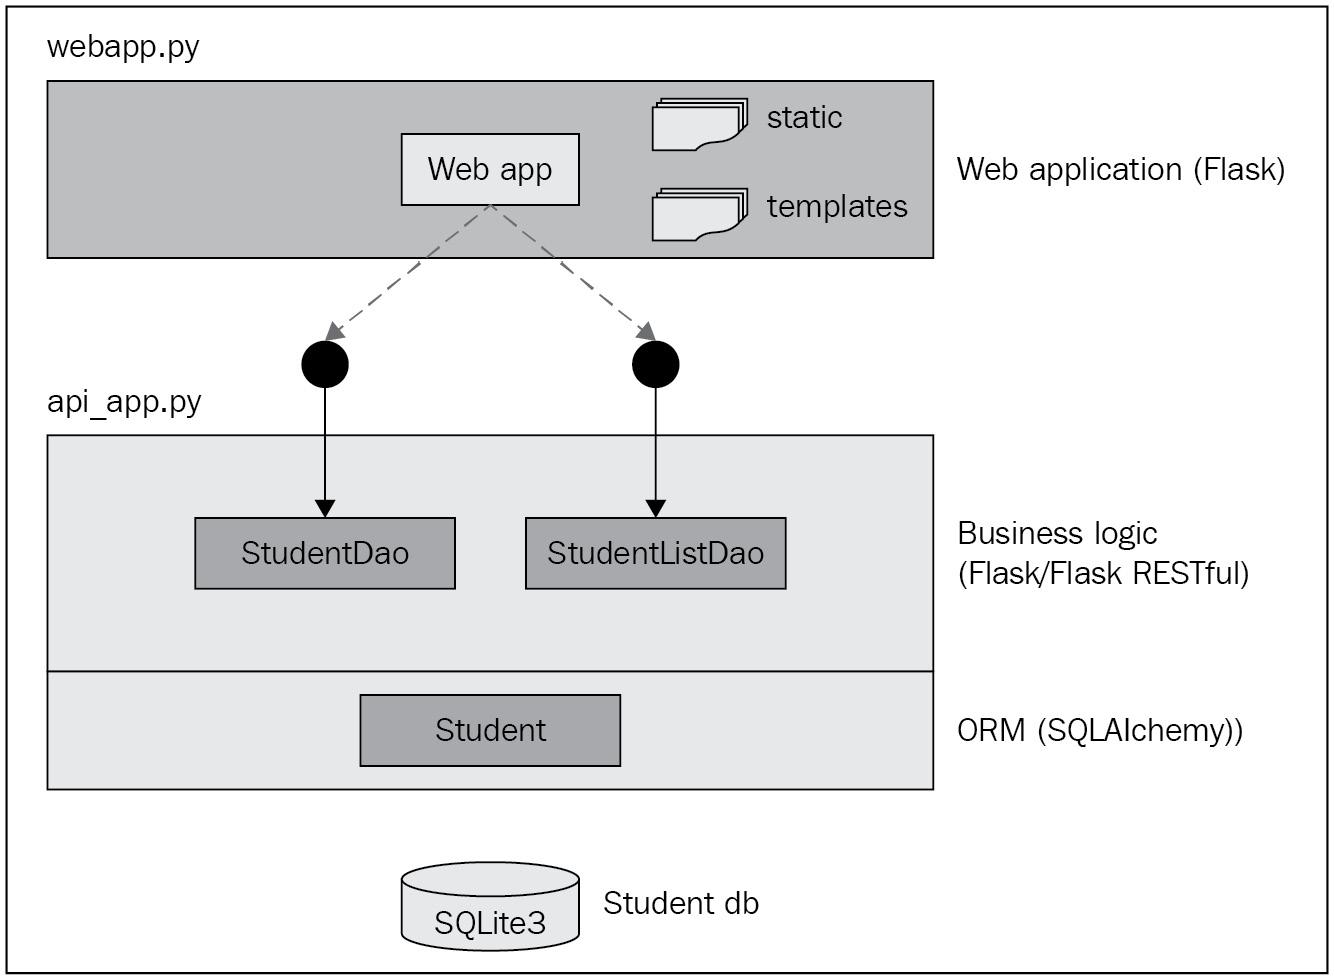 webapp.py
static
Web app
Web application (Flask)
templates
api_app.py
StudentDao
StudentListDao
Business logic
(Flask/Flask RESTful)
Student
ORM (SQLAlchemy))
SQLite3
Student db